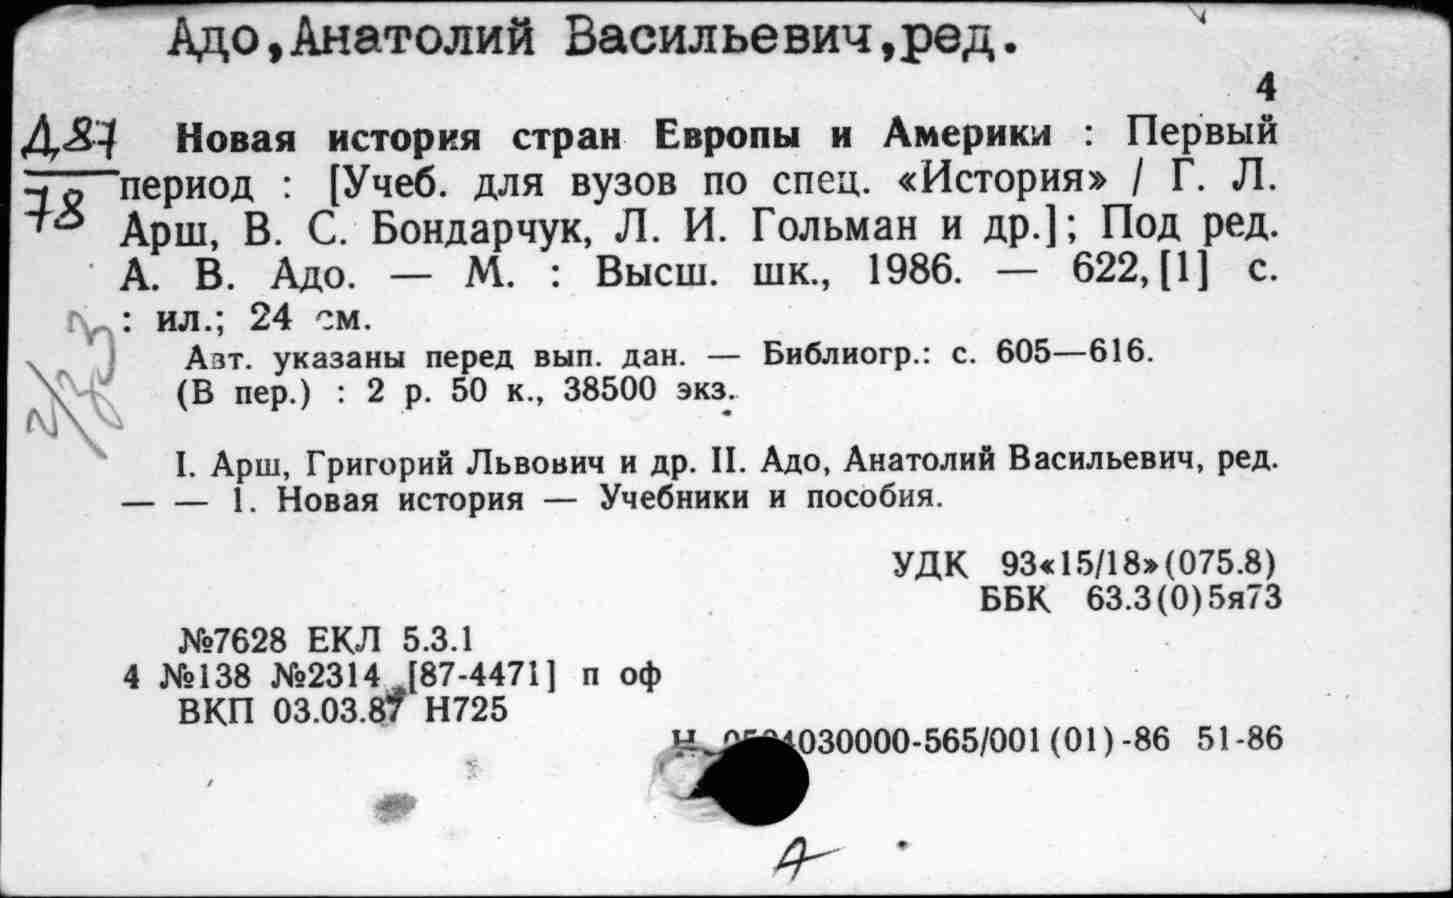 Адо,Анатолий Васильевич,ред.
4
Д87 Новая история стран Европы и Америки : Первый
78 период : [Учеб. для вузов по спец. «История» / Г. Л.
Арш, В. С. Бондарчук, Л. И. Гольман и др.]; Под ред.
А. В. Адо. — М. : Высш. шк., 1986. — 622, [1] с.
: ил.; 24 см.
Авт. указаны перед вып. дан. — Библиогр.: с. 605—616.
(В пер.) : 2 р. 50 к., 38500 экз.
I. Арш, Григорий Львович и др. II. Адо, Анатолий Васильевич, ред.
— — 1. Новая история — Учебники и пособия.
УДК 93«15/18»(075.8)
ББК 63.3(0)5я73
№7628 ЕКЛ 5.3.1
4 №138 №2314 [87-4471] п оф
ВКП 03.03.87 Н725
030000-565/001 (01)-86 51-86